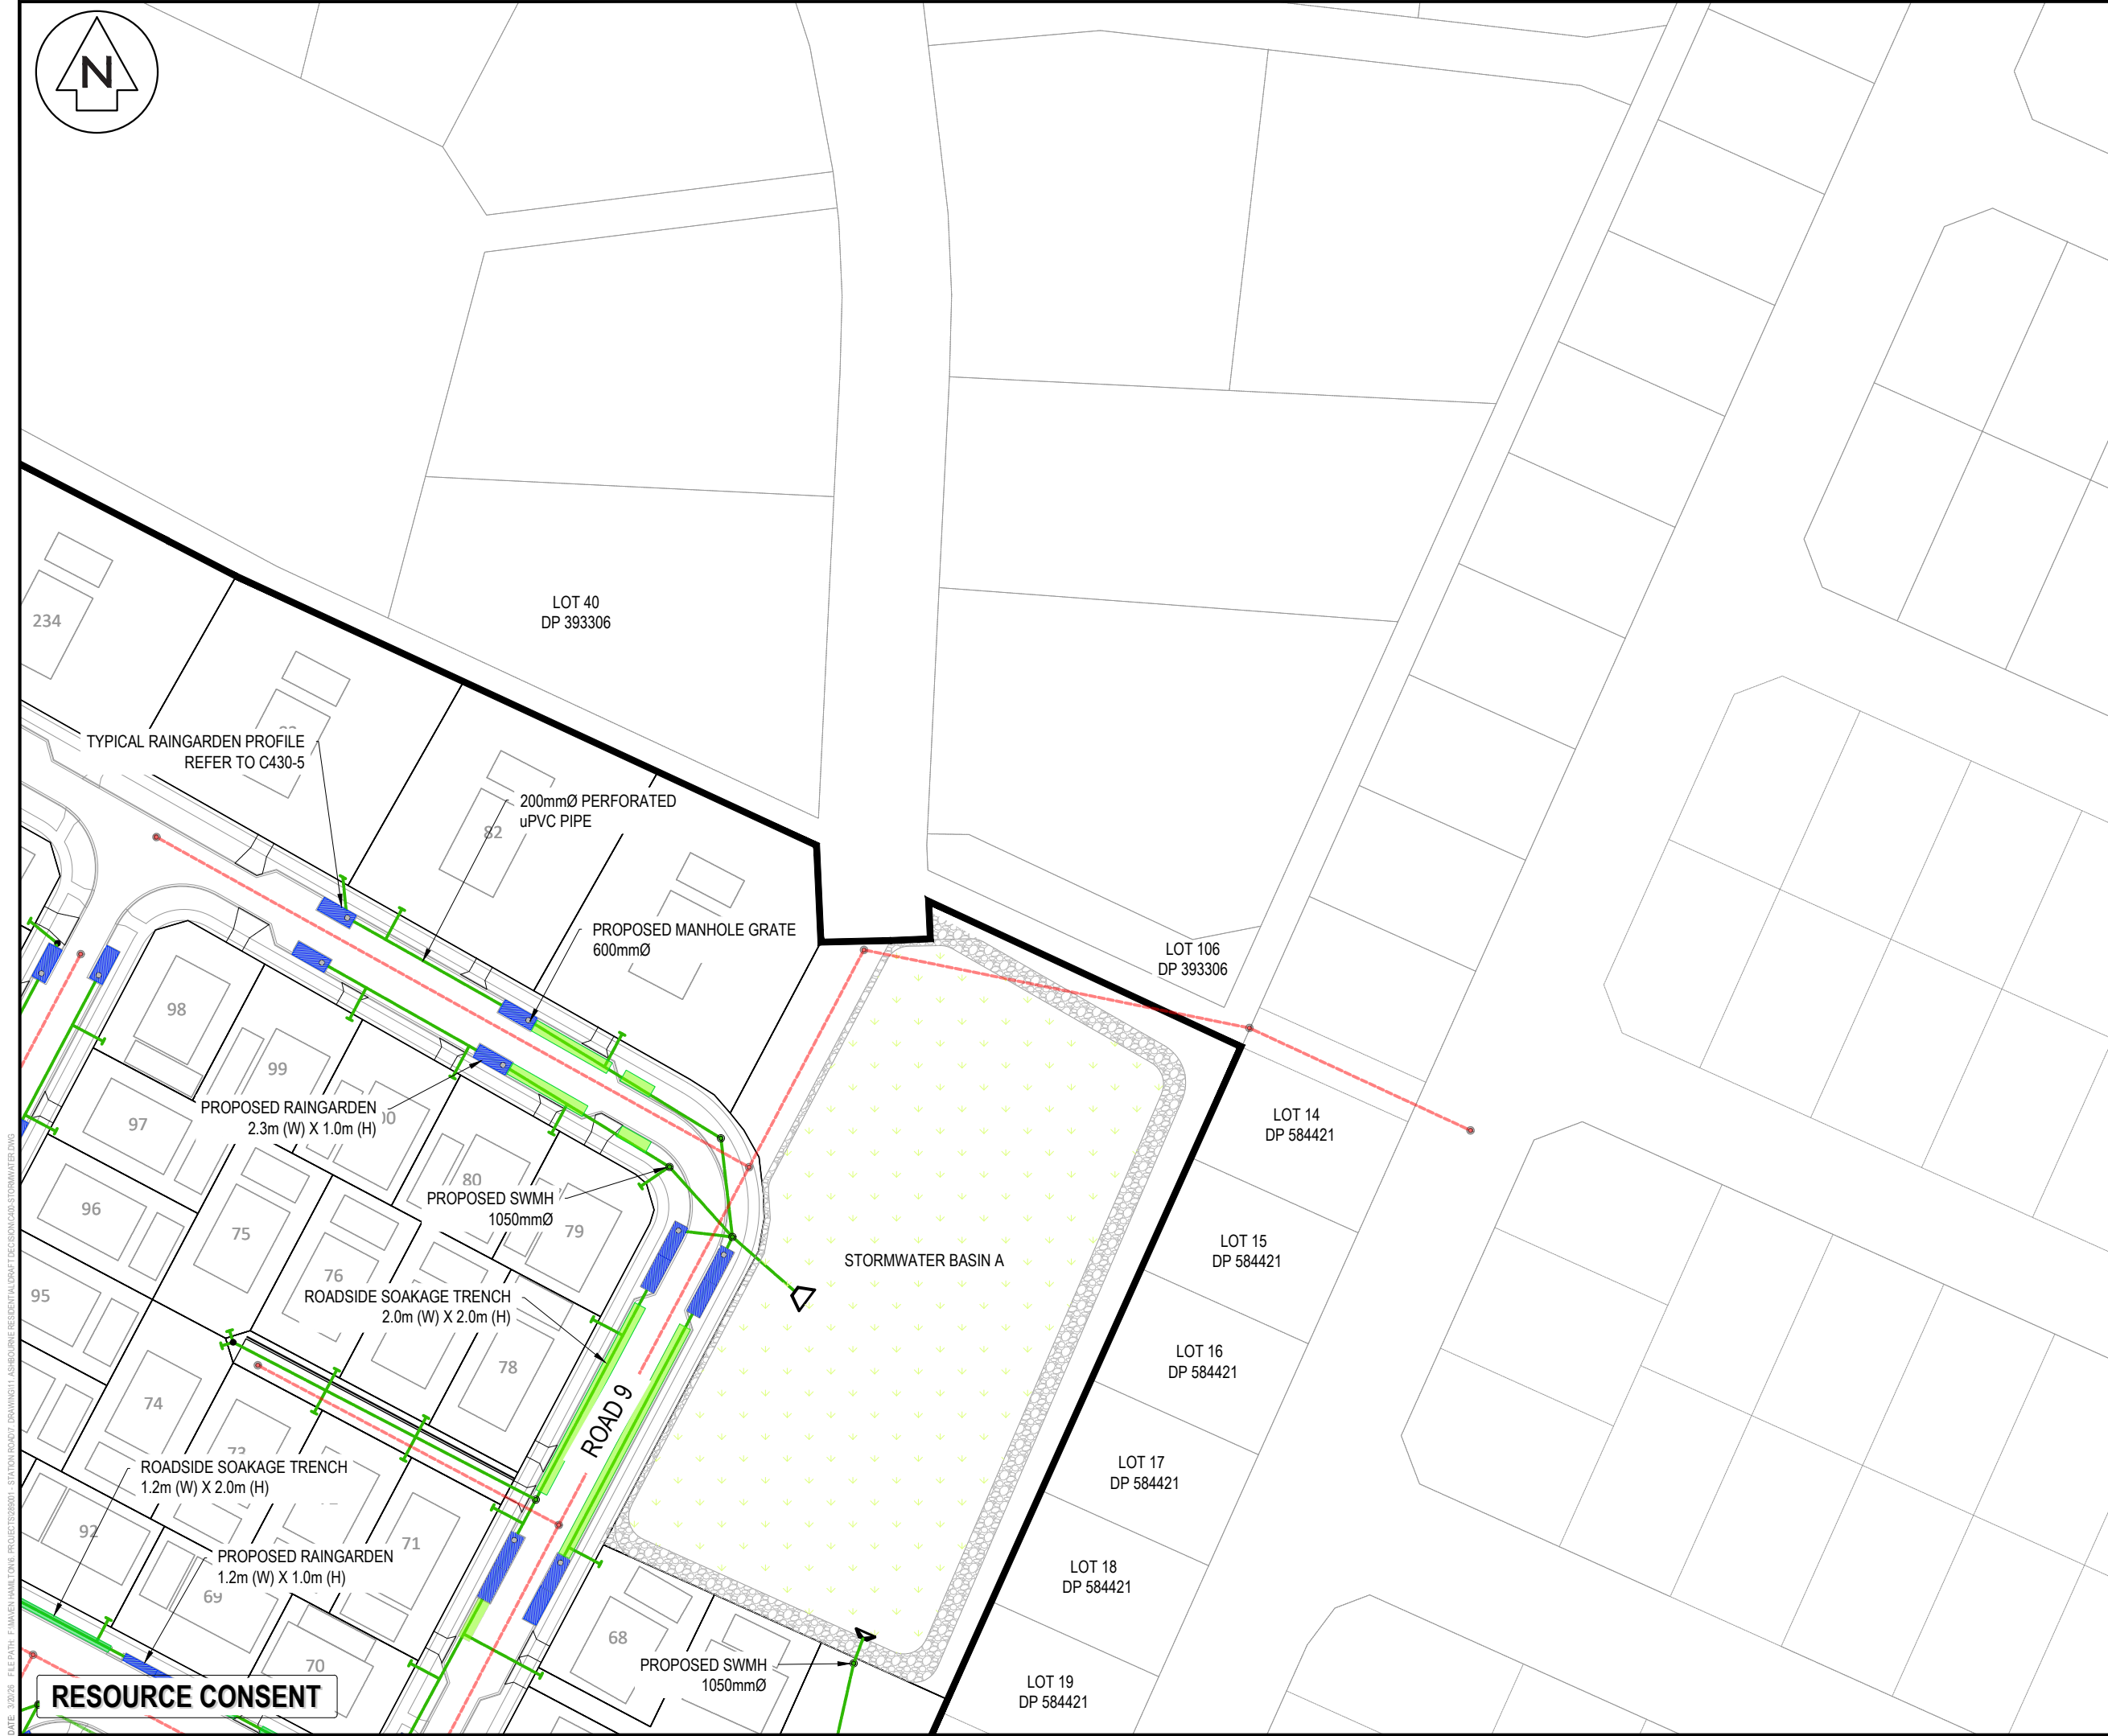 N
LOT 40
DP 393306
234
TYPICAL RAINGARDEN PROFILE
REFER TO C430-5
200mmØ PERFORATED
uPVC PIPE
82
PROPOSED MANHOLE GRATE
600mmØ
LOT 106
DP 393306
98
99
PROPOSED RAINGARDEN
2.3m (W) X 1.0m (H)
97
LOT 14
DP 584421
80
PROPOSED SWMH
1050mmØ
79
96
75
76
STORMWATER BASIN A
LOT 15
DP 584421
ROADSIDE SOAKAGE TRENCH
2.0m (W) X 2.0m (H)
95
78
LOT 16
DP 584421
74
ROAD 9
73
ROADSIDE SOAKAGE TRENCH
1.2m (W) X 2.0m (H)
LOT 17
DP 584421
92
71
PROPOSED RAINGARDEN
1.2m (W) X 1.0m (H)
69
LOT 18
DP 584421
68
70
PROPOSED SWMH
1050mmØ
LOT 19
DP 584421
RESOURCE CONSENT